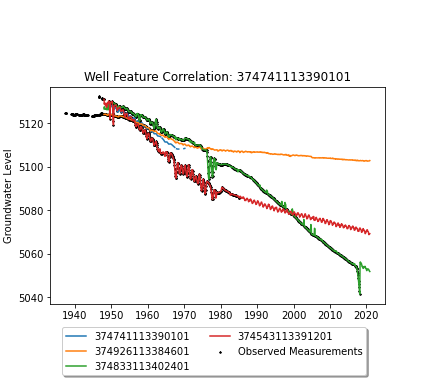 Well Feature Correlation: 374741113390101
5120
5100
5080
5060
5040
Groundwater Level
1940 1950 1960 1970 1980 1990 2000 2010 2020
374741113390101 374543113391201
374926113384601 Observed Measurements
374833113402401